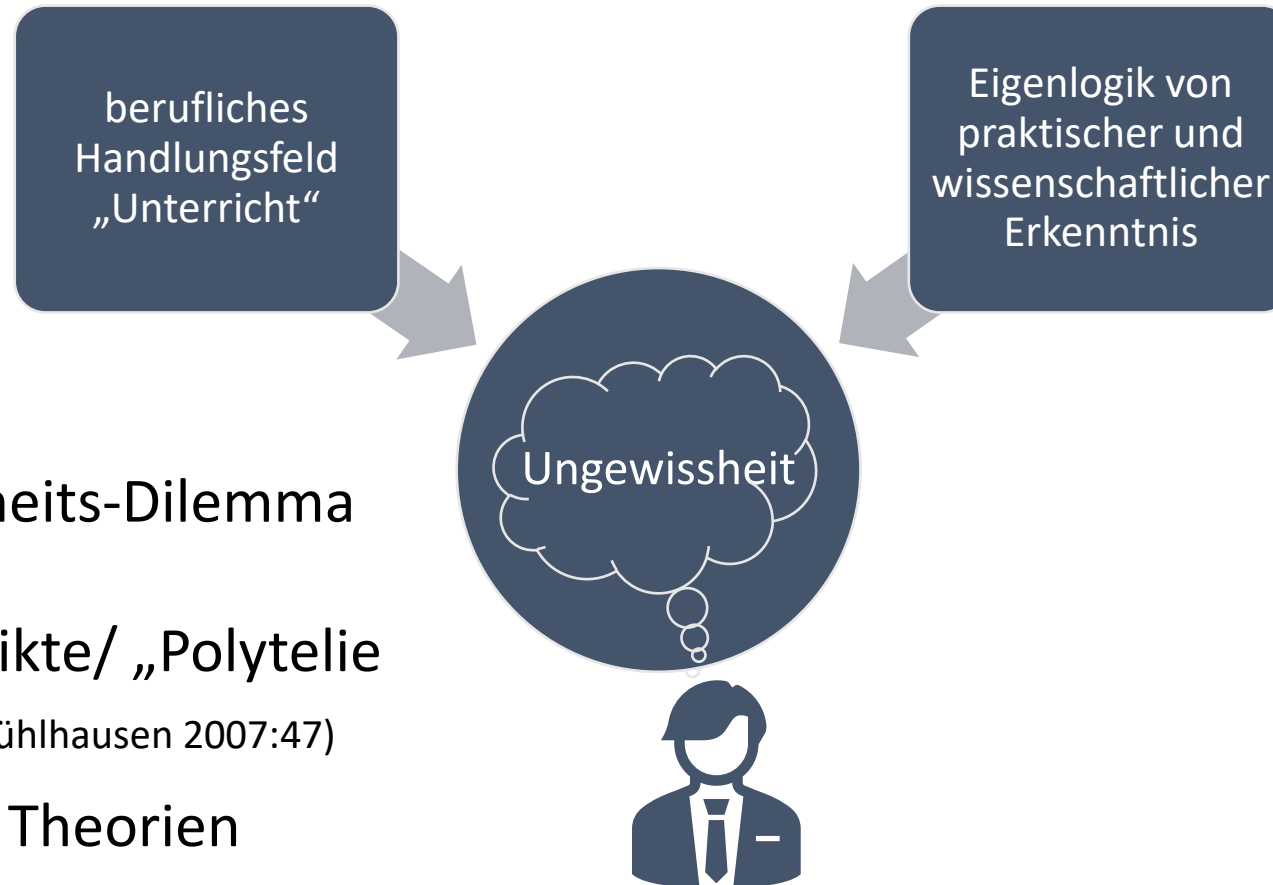 berufliches
Handlungsfeld
„Unterricht“
Eigenlogik von
praktischer und
wissenschaftlicher
Erkenntnis
Ungewissheit
heits-Dilemma
ikte/ „Polytelie
ühlhausen 2007:47)
Theorien